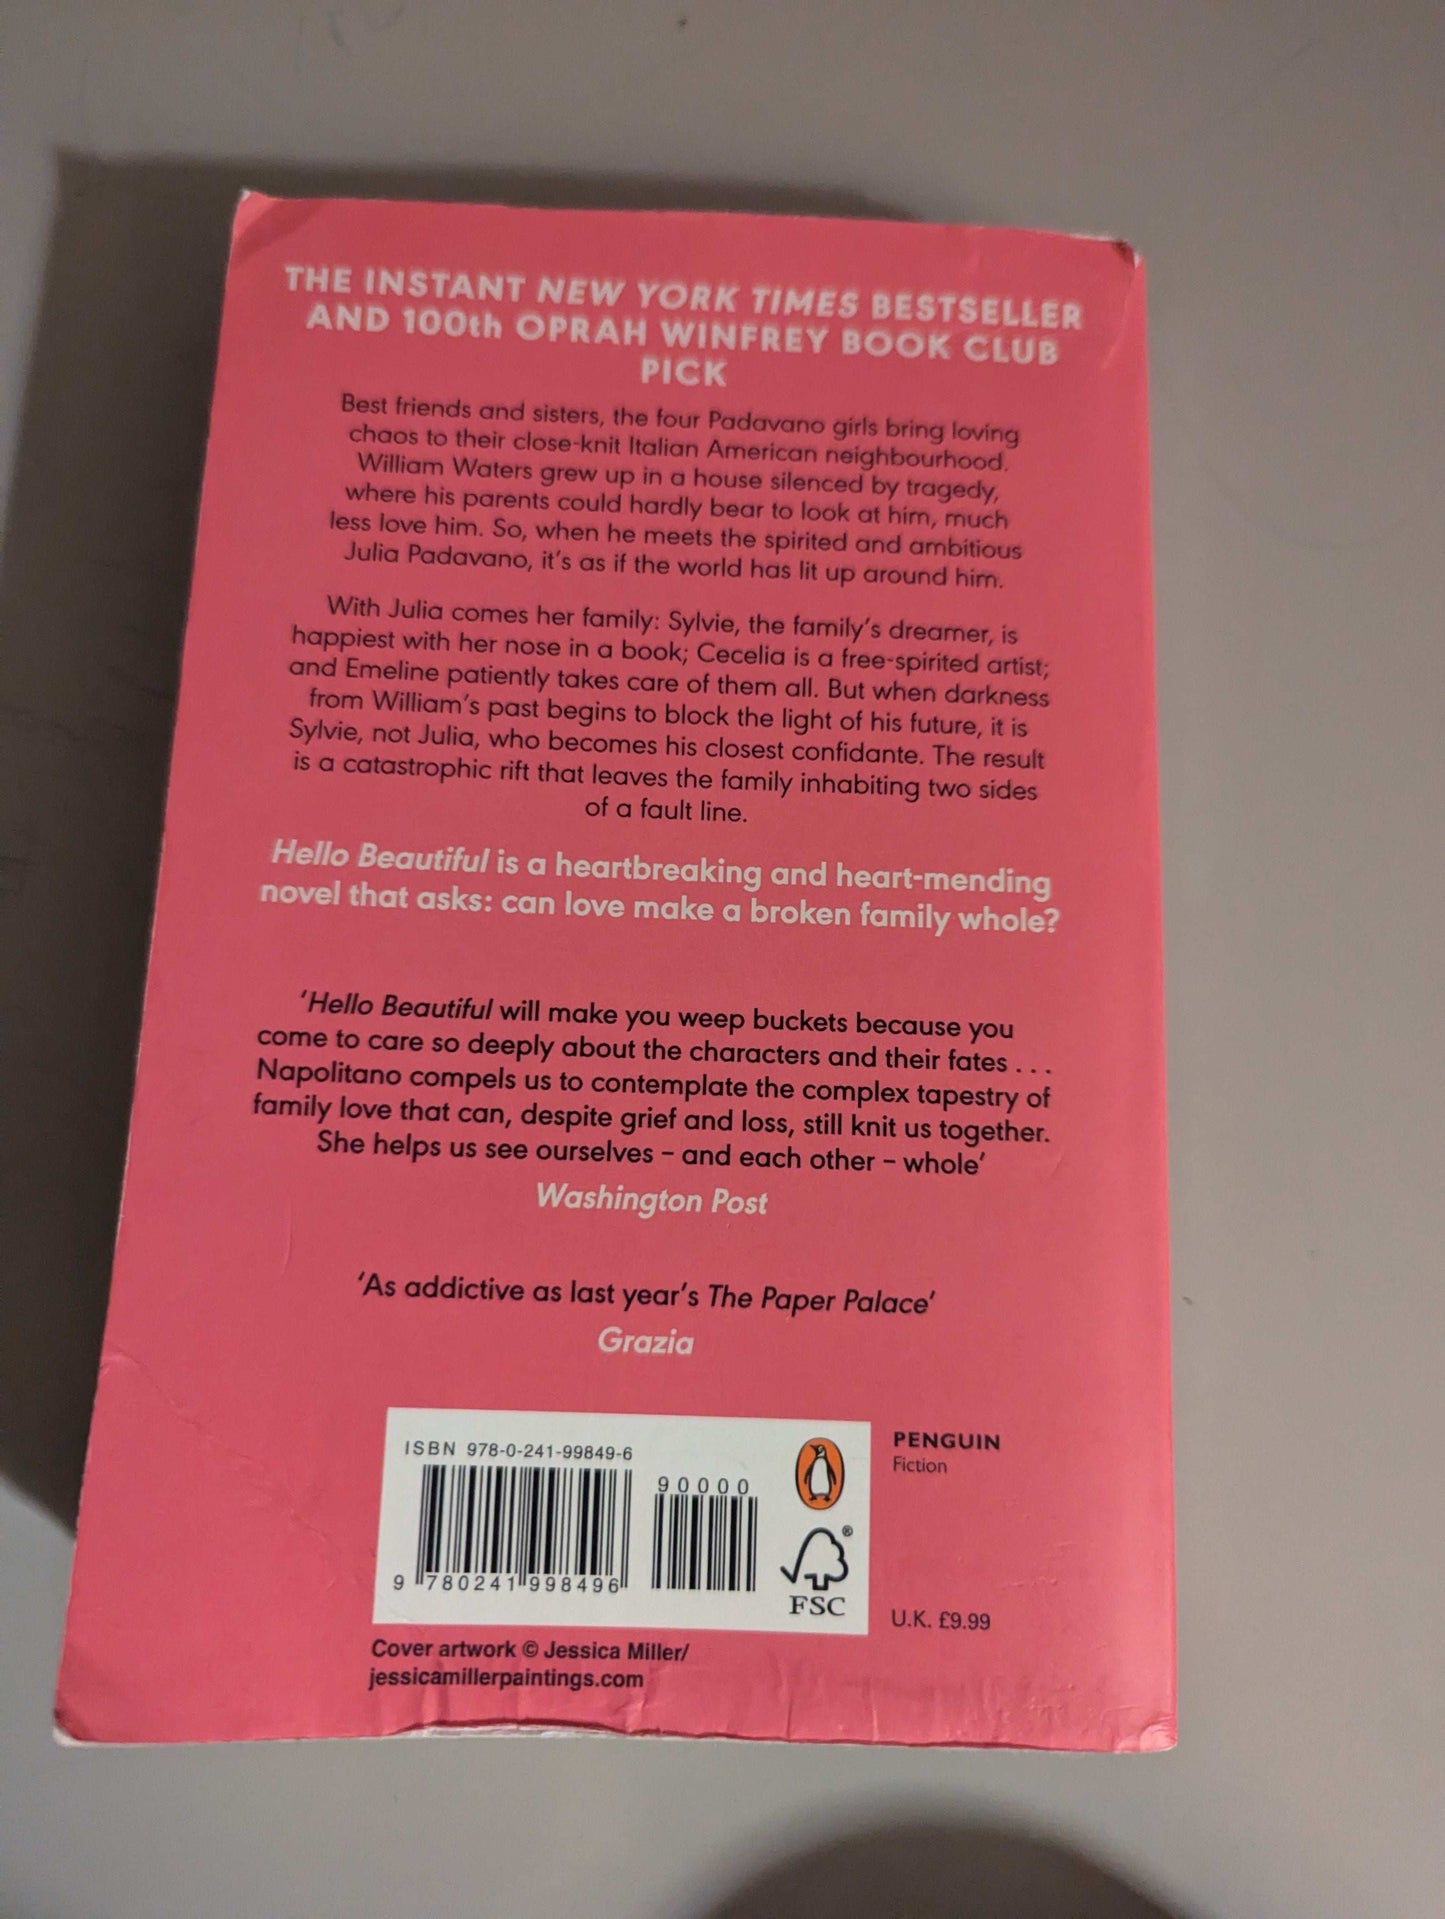 THE INSTANT NEW YORK TIMES BESTSELLER
AND 100th OPRAH WINFREY BOOK CLUB
PICK
Best friends and sisters, the four Padavano girls bring loving
chaos to their close-knit Italian American neighbourhood.
William Waters grew up in a house silenced by tragedy,
where his parents could hardly bear to look at him, much
less love him. So, when he meets the spirited and ambitious
Julia Padavano, it's as if the world has lit up around him.
With Julia comes her family: Sylvie, the family's dreamer, is
happiest with her nose in a book; Cecelia is a free-spirited artist;
and Emeline patiently takes care of them all. But when darkness
from William's past begins to block the light of his future, it is
Sylvie, not Julia, who becomes his closest confidante. The result
is a catastrophic rift that leaves the family inhabiting two sides
of a fault line.
Hello Beautiful is a heartbreaking and heart-mending
novel that asks: can love make a broken family whole?
'Hello Beautiful will make you weep buckets because you
come to care so deeply about the characters and their fates . . .
Napolitano compels us to contemplate the complex tapestry of
family love that can, despite grief and loss, still knit us together.
She helps us see ourselves – and each other – whole'
Washington Post
'As addictive as last year's The Paper Palace'
Grazia
ISBN 978-0-241-99849-6
90000
9 780241 998496
FSC
®
PENGUIN
Fiction
U.K. £9.99
Cover artwork © Jessica Miller/
jessicamillerpaintings.com